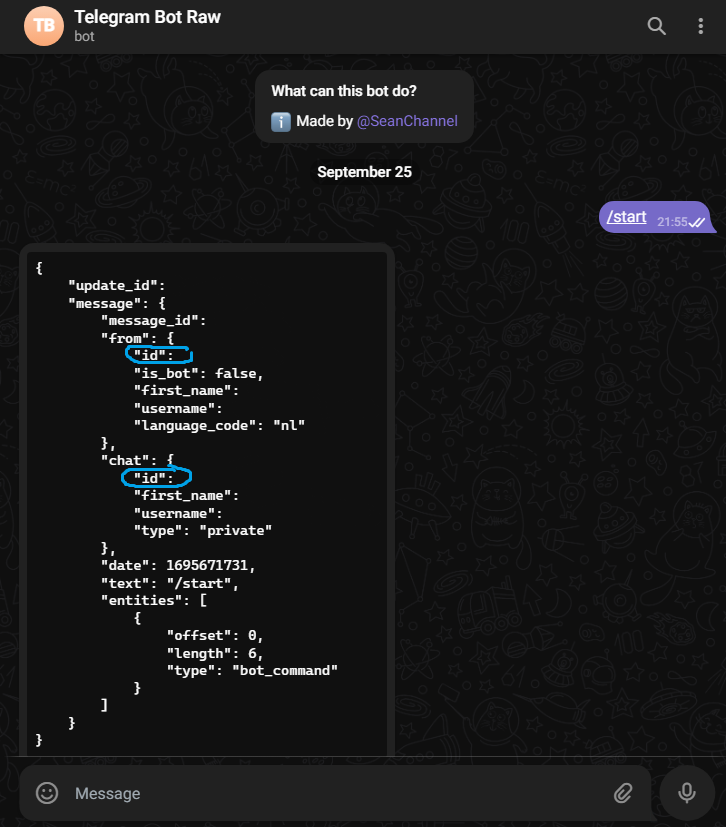 TB
Telegram Bot Raw
bot
What can this bot do?
Made by @SeanChannel
September 25
/start 21:55
{
    "update_id":
    "message": {
        "message_id":
        "from": {
            "id":
            "is_bot": false,
            "first_name":
            "username":
            "language_code": "nl"
        },
        "chat": {
            "id":
            "first_name":
            "username":
            "type": "private"
        },
        "date": 1695671731,
        "text": "/start",
        "entities": [
            {
                "offset": 0,
                "length": 6,
                "type": "bot_command"
            }
        ]
    }
}
Message